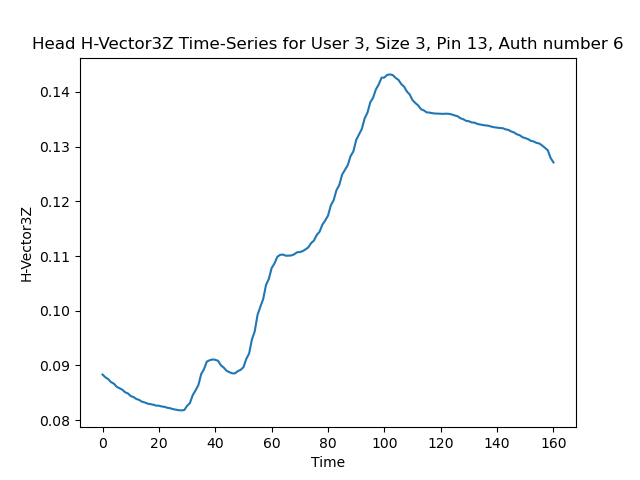 Head H-Vector3Z Time-Series for User 3, Size 3, Pin 13, Auth number 6
0.14
0.13
0.12
0.11
0.10
0.09
0.08
H-Vector3Z
0 20 40 60 80 100 120 140 160
Time